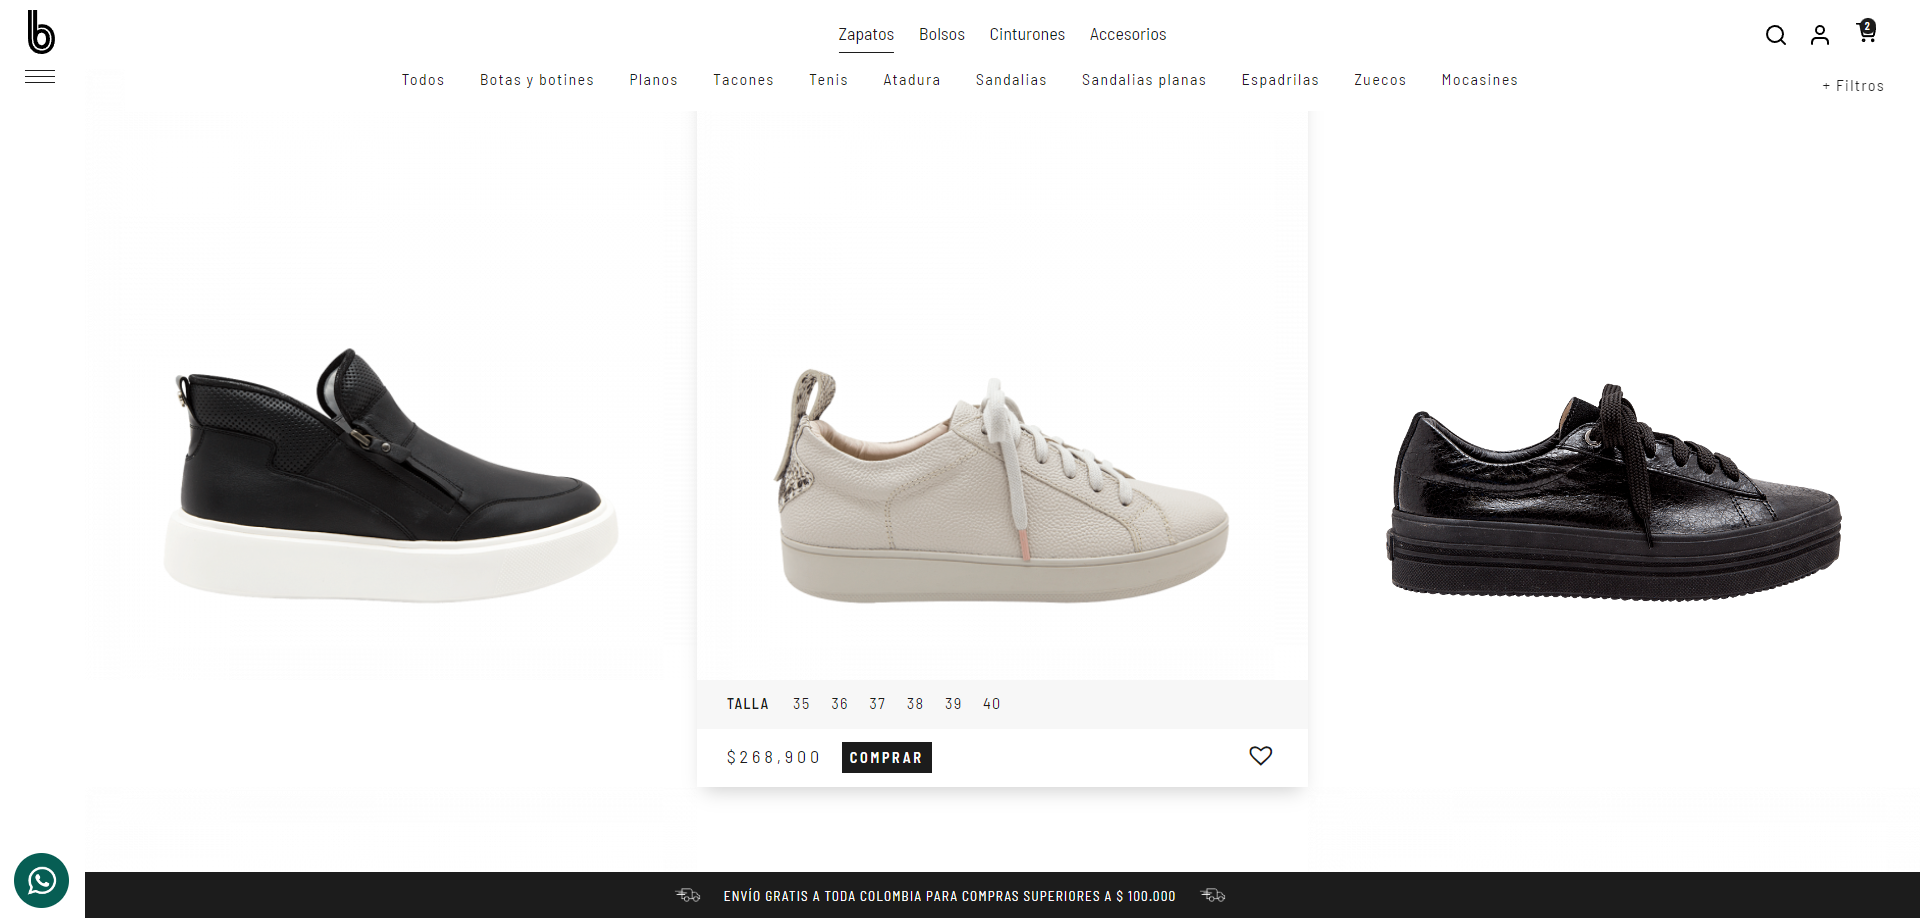 b
Zapatos Bolsos Cinturones Accesorios
2
Todos Botas y botines Planos Tacones Tenis Atadura Sandalias Sandalias planas Espadrilas Zuecos Mocasines
+ Filtros
TALLA 35 36 37 38 39 40
$268,900 COMPRAR
ENVÍO GRATIS A TODA COLOMBIA PARA COMPRAS SUPERIORES A $ 100.000